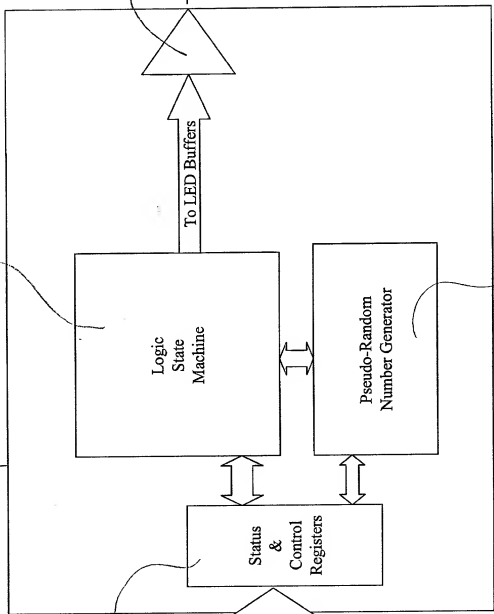 To LED Buffers
Logic
State
Machine
Pseudo-Random
Number Generator
Status
&
Control
Registers